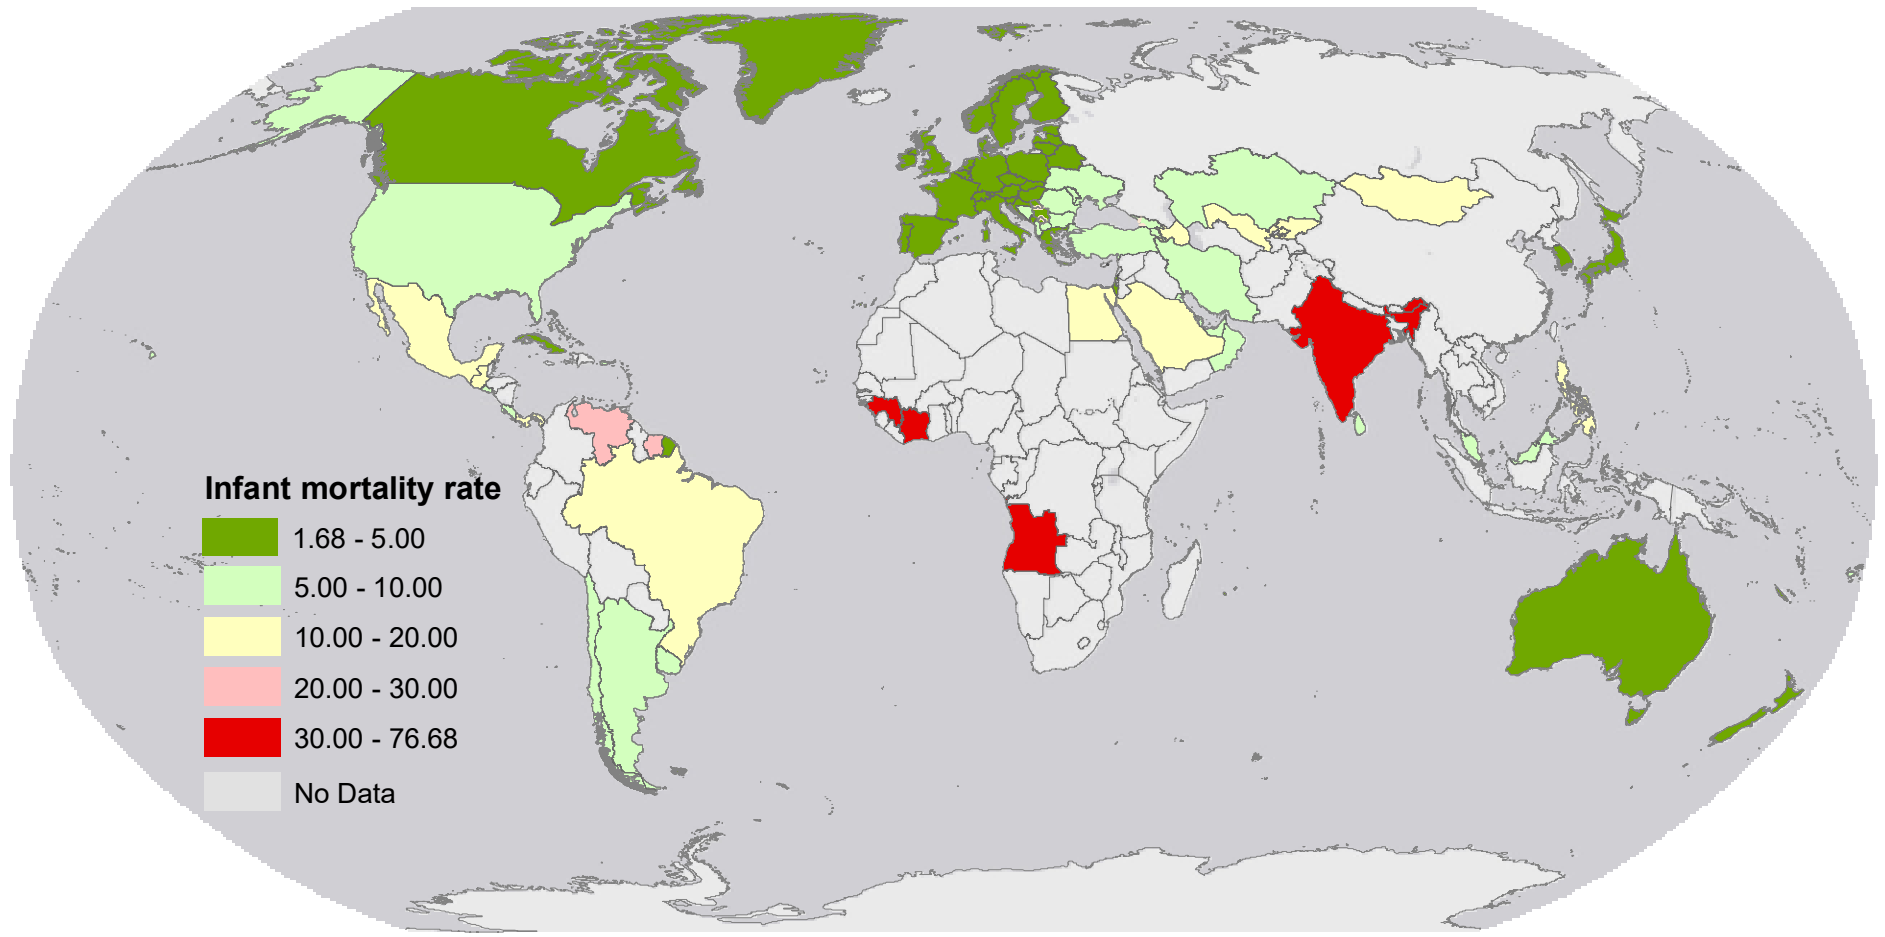 Infant mortality rate
1.68 - 5.00
5.00 - 10.00
10.00 - 20.00
20.00 - 30.00
30.00 - 76.68
No Data